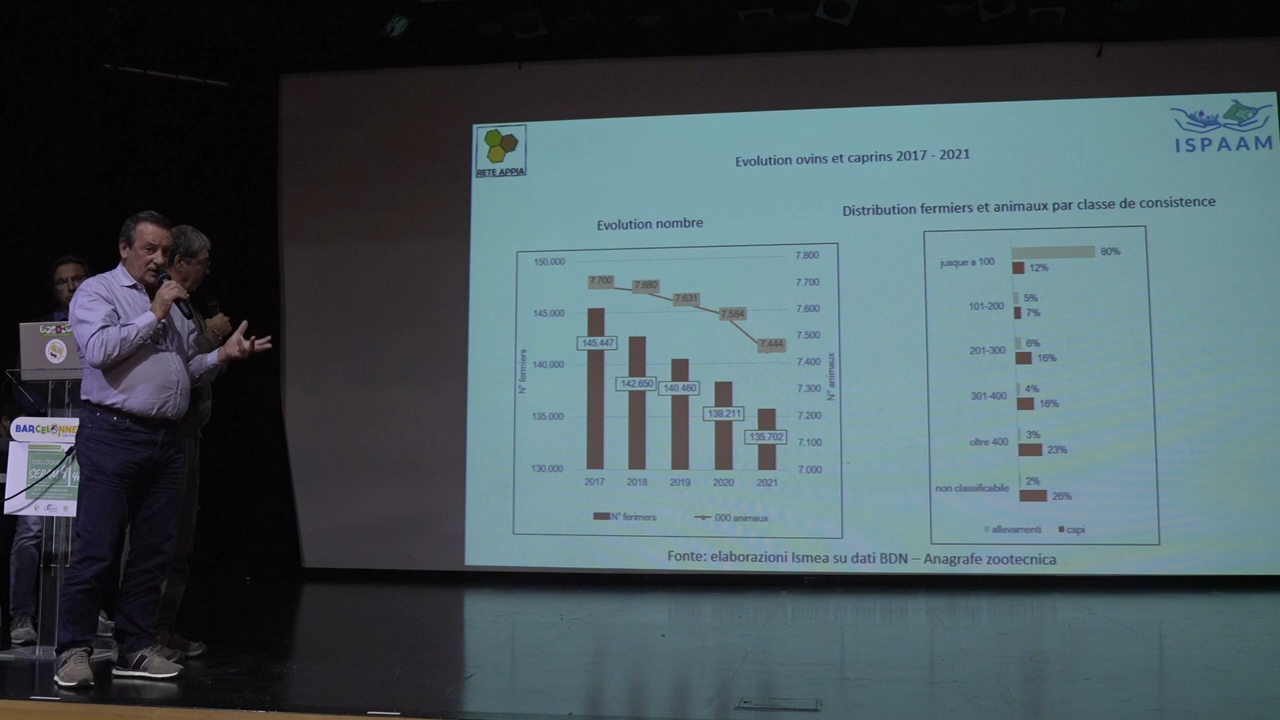 RETE APPIA
ISPAAM
Evolution ovins et caprins 2017 - 2021
Evolution nombre
150.000
145.000
140.000
135.000
130.000
N° fermiers
7.700
7.680
7.631
7.584
7.444
145.447
142.650
140.460
138.211
135.702
7.800
7.700
7.600
7.500
7.400
7.300
7.200
7.100
7.000
N° animaux
2017 2018 2019 2020 2021
N° ferimers .000 animaux
Distribution fermiers et animaux par classe de consistence
jusque a 100 80% 12%
101-200 5% 7%
201-300 6% 16%
301-400 4% 16%
oltre 400 3% 23%
non classificabile 2% 26%
allevamenti capi
Fonte: elaborazioni Ismea su dati BDN – Anagrafe zootecnica
BARCELONNE